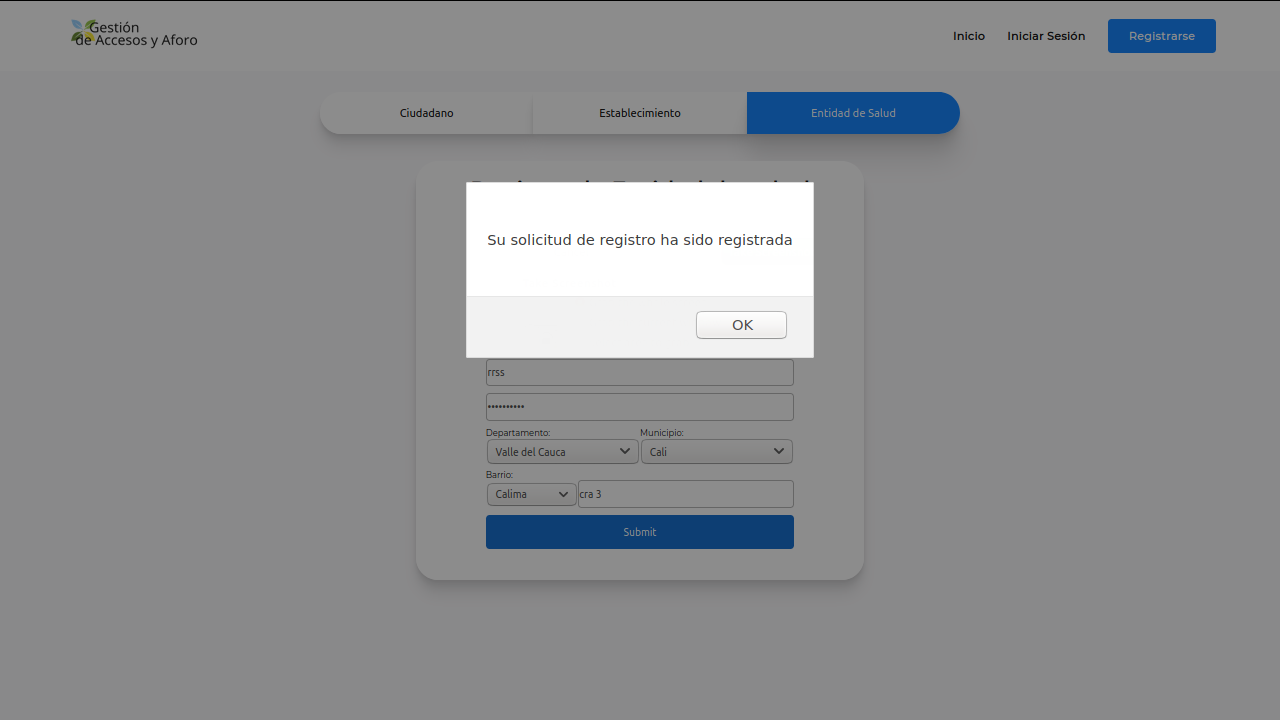 Gestión
de Accesos y Aforo
Inicio
Iniciar Sesión
Registrarse
Ciudadano
Establecimiento
Entidad de Salud
Su solicitud de registro ha sido registrada
OK
rrss
••••••••••
Departamento:
Municipio:
Valle del Cauca
Cali
Barrio:
Calima
cra 3
Submit